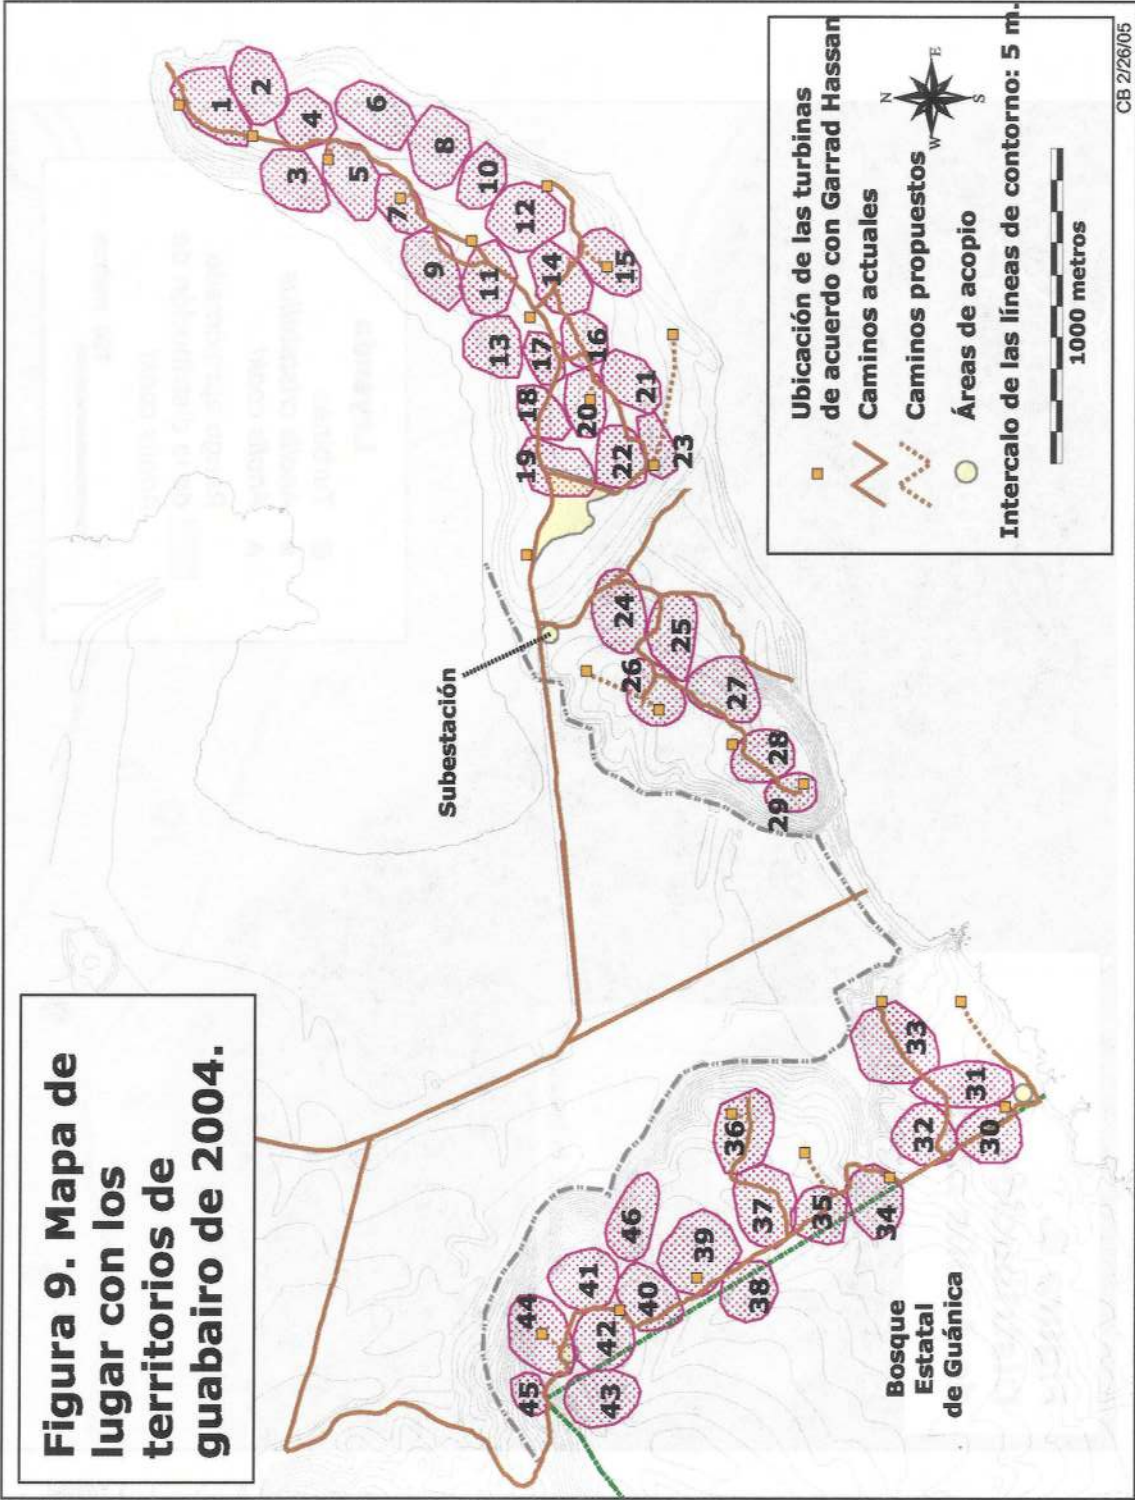 Figura 9. Mapa de
lugar con los
territorios de
guabairo de 2004.
Subestación
Bosque
Estatal
de Guánica
1
2
3
4
5
6
7
8
9
10
11
12
13
14
15
16
17
18
19
20
21
22
23
24
25
26
27
28
29
30
31
32
33
34
35
36
37
38
39
40
41
42
43
44
45
46
Ubicación de las turbinas
de acuerdo con Garrad Hassan
Caminos actuales
Caminos propuestos
Áreas de acopio
Intercalo de las líneas de contorno: 5 m.
N
E
S
W
1000 metros
CB 2/26/05